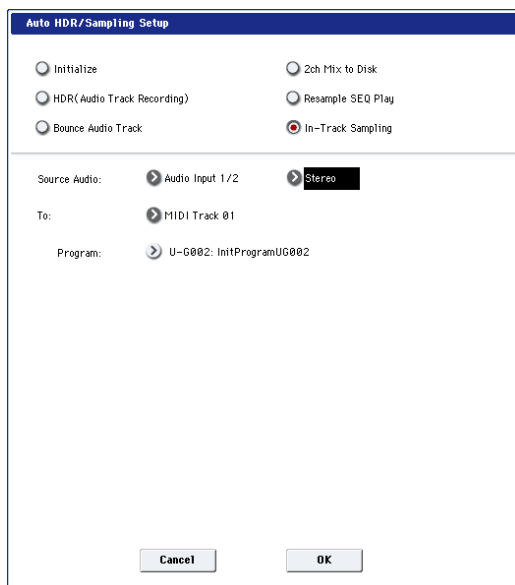 Auto HDR/Sampling Setup
Initialize
2ch Mix to Disk
HDR(Audio Track Recording)
Resample SEQ Play
Bounce Audio Track
In-Track Sampling
Source Audio: Audio Input 1/2 Stereo
To: MIDI Track 01
Program: U-G002: InitProgramUG002
Cancel OK